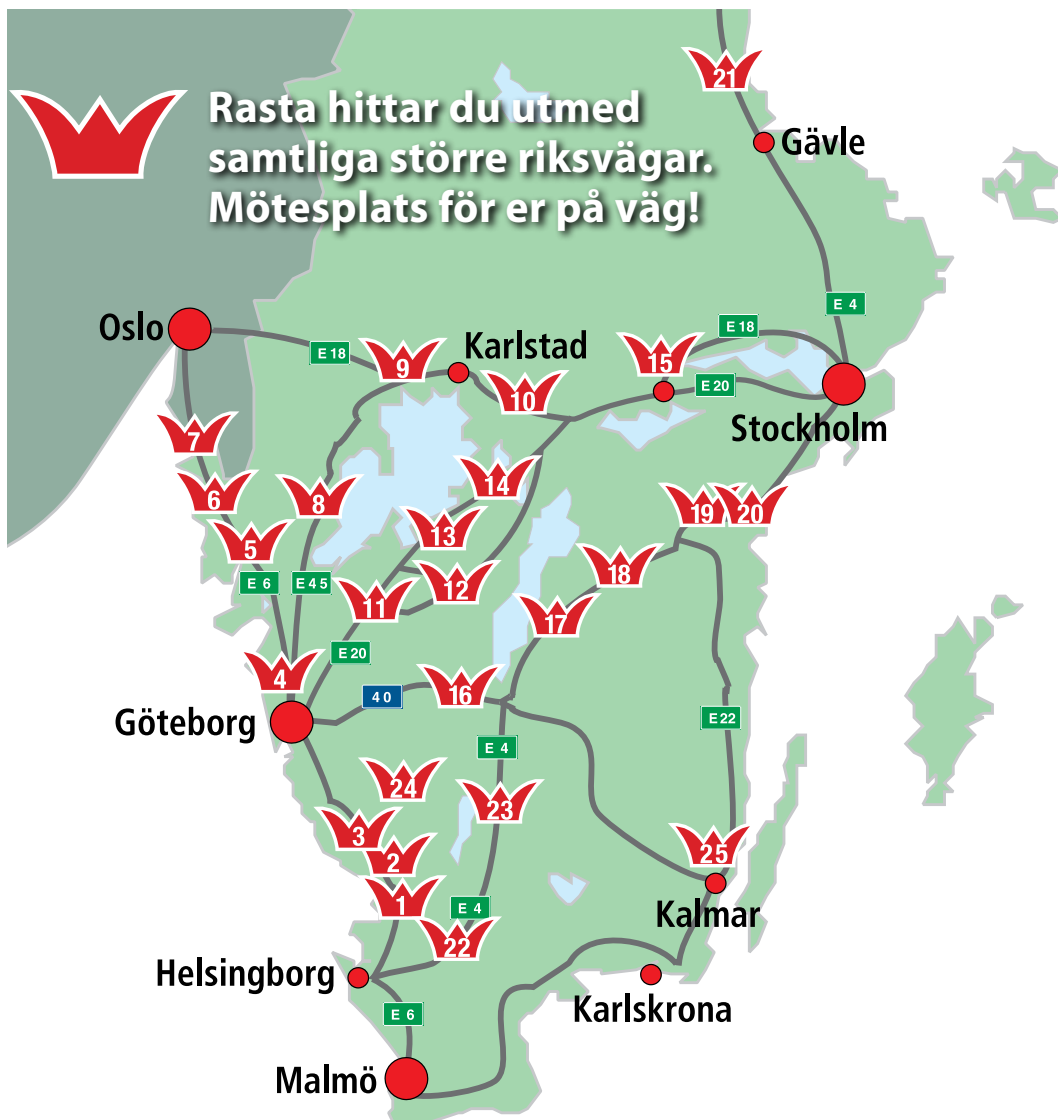 21
Rasta hittar du utmed
samtliga större riksvägar.
Mötesplats för er på väg!
Gävle
E 4
Oslo
E 18
E 18
9
Karlstad
15
10
E 20
Stockholm
7
14
6
8
19
20
13
5
18
E 6
E 45
12
11
17
E 20
4
16
40
Göteborg
E 22
E 4
24
23
3
25
2
1
Kalmar
E 4
22
Helsingborg
Karlskrona
E 6
Malmö